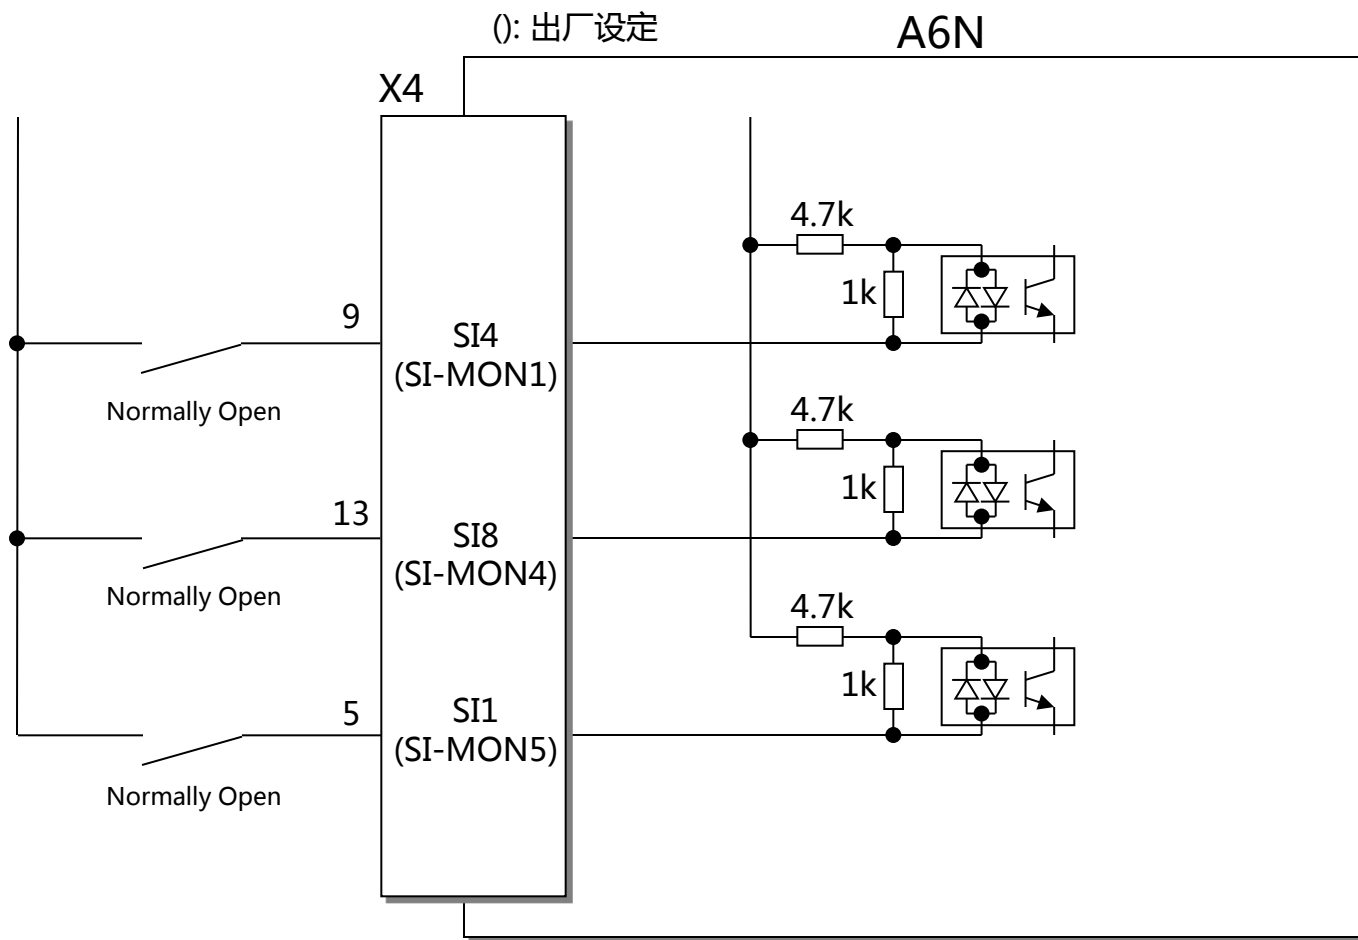 (): 出厂设定
A6N
X4
4.7k
1k
9
SI4
(SI-MON1)
Normally Open
4.7k
1k
13
SI8
(SI-MON4)
Normally Open
4.7k
1k
5
SI1
(SI-MON5)
Normally Open